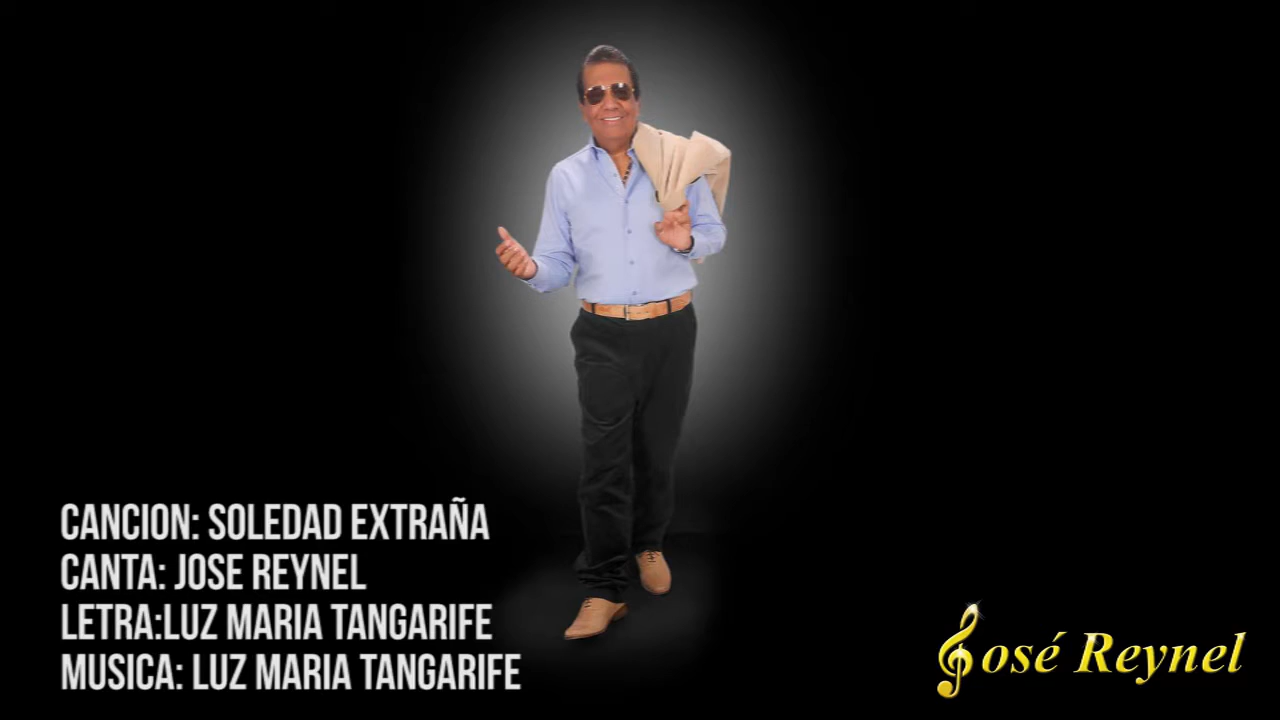 CANCION: SOLEDAD EXTRAÑA
CANTA: JOSE REYNEL
LETRA:LUZ MARIA TANGARIFE
MUSICA: LUZ MARIA TANGARIFE
José Reynel